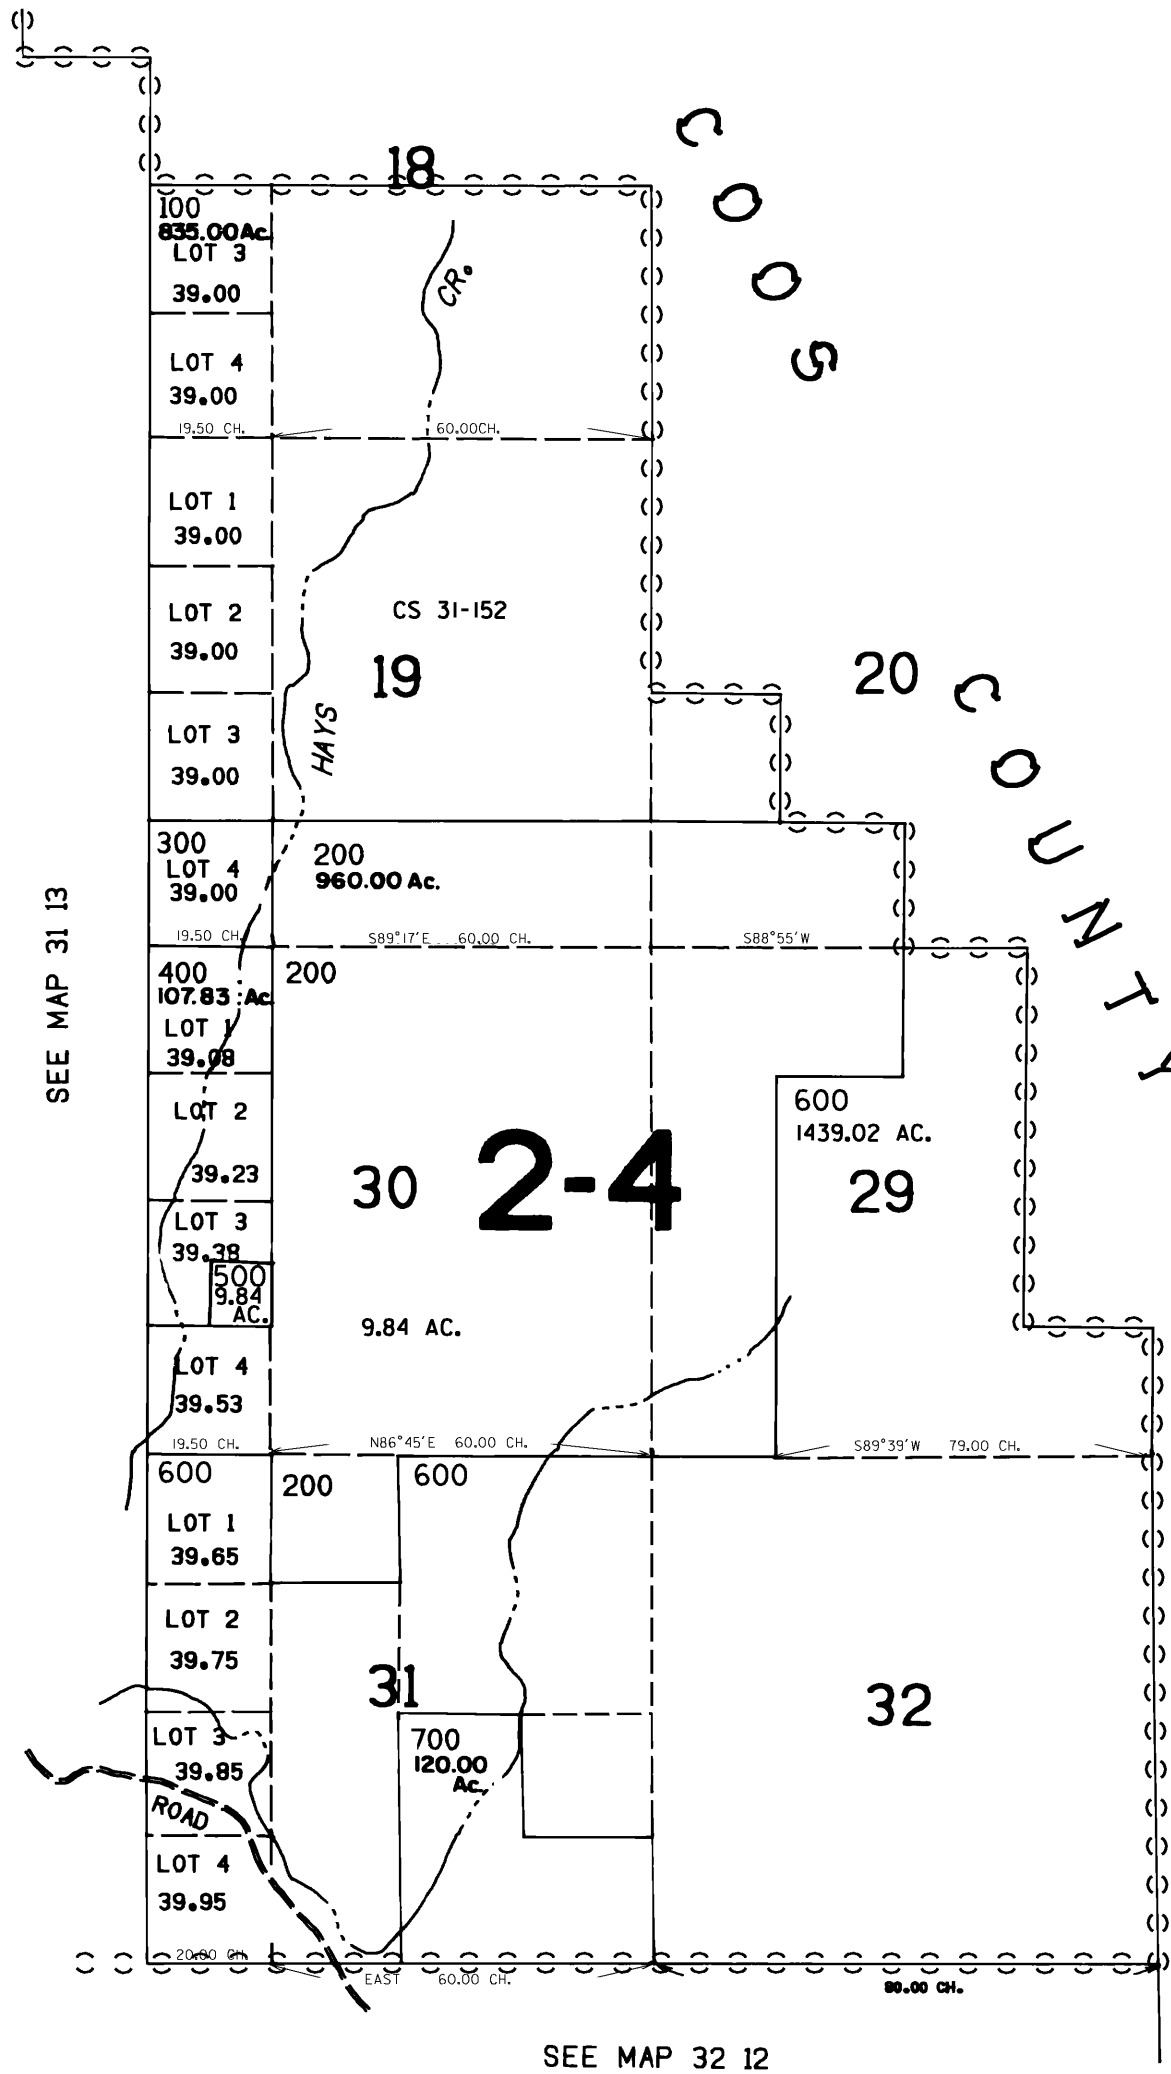 18
COOS
100
835.00 Ac.
LOT 3
39.00
CR.
LOT 4
39.00
19.50 CH.
60.00CH.
LOT 1
39.00
LOT 2
39.00
CS 31-152
19
20
COUNTY
LOT 3
39.00
HAYS
300
LOT 4
39.00
200
960.00 Ac.
19.50 CH.
S89°17'E 60.00 CH.
S88°55'W
SEE MAP 31 13
400
107.83 Ac.
200
LOT 1
39.08
LOT 2
39.23
600
1439.02 AC.
30
2-4
29
LOT 3
39.38
500
9.84
AC.
9.84 AC.
LOT 4
39.53
19.50 CH.
N86°45'E 60.00 CH.
S89°39'W 79.00 CH.
600
200
600
LOT 1
39.65
LOT 2
39.75
31
32
LOT 3
39.85
700
120.00
Ac.
ROAD
LOT 4
39.95
20.00 CH.
EAST 60.00 CH.
80.00 CH.
SEE MAP 32 12